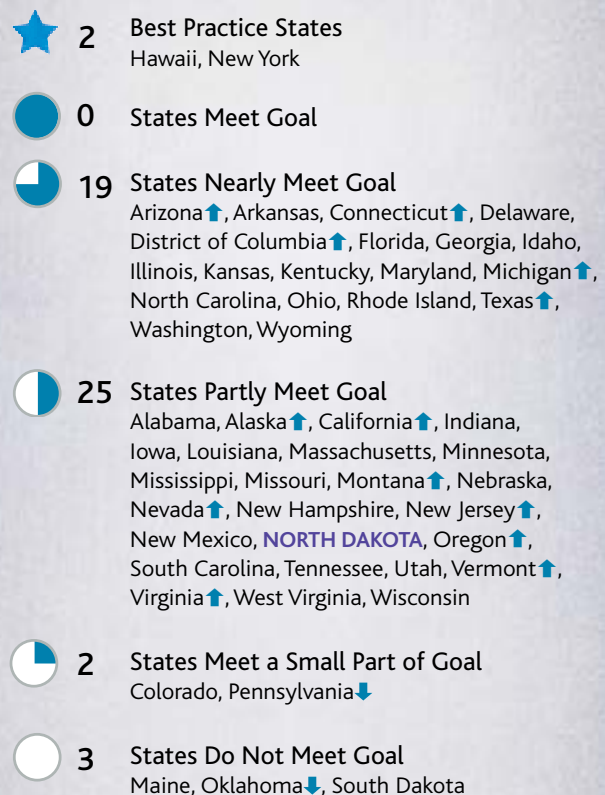 2 Best Practice States
Hawaii, New York
0 States Meet Goal
19 States Nearly Meet Goal
Arizona⬆, Arkansas, Connecticut⬆, Delaware,
District of Columbia⬆, Florida, Georgia, Idaho,
Illinois, Kansas, Kentucky, Maryland, Michigan⬆,
North Carolina, Ohio, Rhode Island, Texas⬆,
Washington, Wyoming
25 States Partly Meet Goal
Alabama, Alaska⬆, California⬆, Indiana,
Iowa, Louisiana, Massachusetts, Minnesota,
Mississippi, Missouri, Montana⬆, Nebraska,
Nevada⬆, New Hampshire, New Jersey⬆,
New Mexico, NORTH DAKOTA, Oregon⬆,
South Carolina, Tennessee, Utah, Vermont⬆,
Virginia⬆, West Virginia, Wisconsin
2 States Meet a Small Part of Goal
Colorado, Pennsylvania⬇
3 States Do Not Meet Goal
Maine, Oklahoma⬇, South Dakota